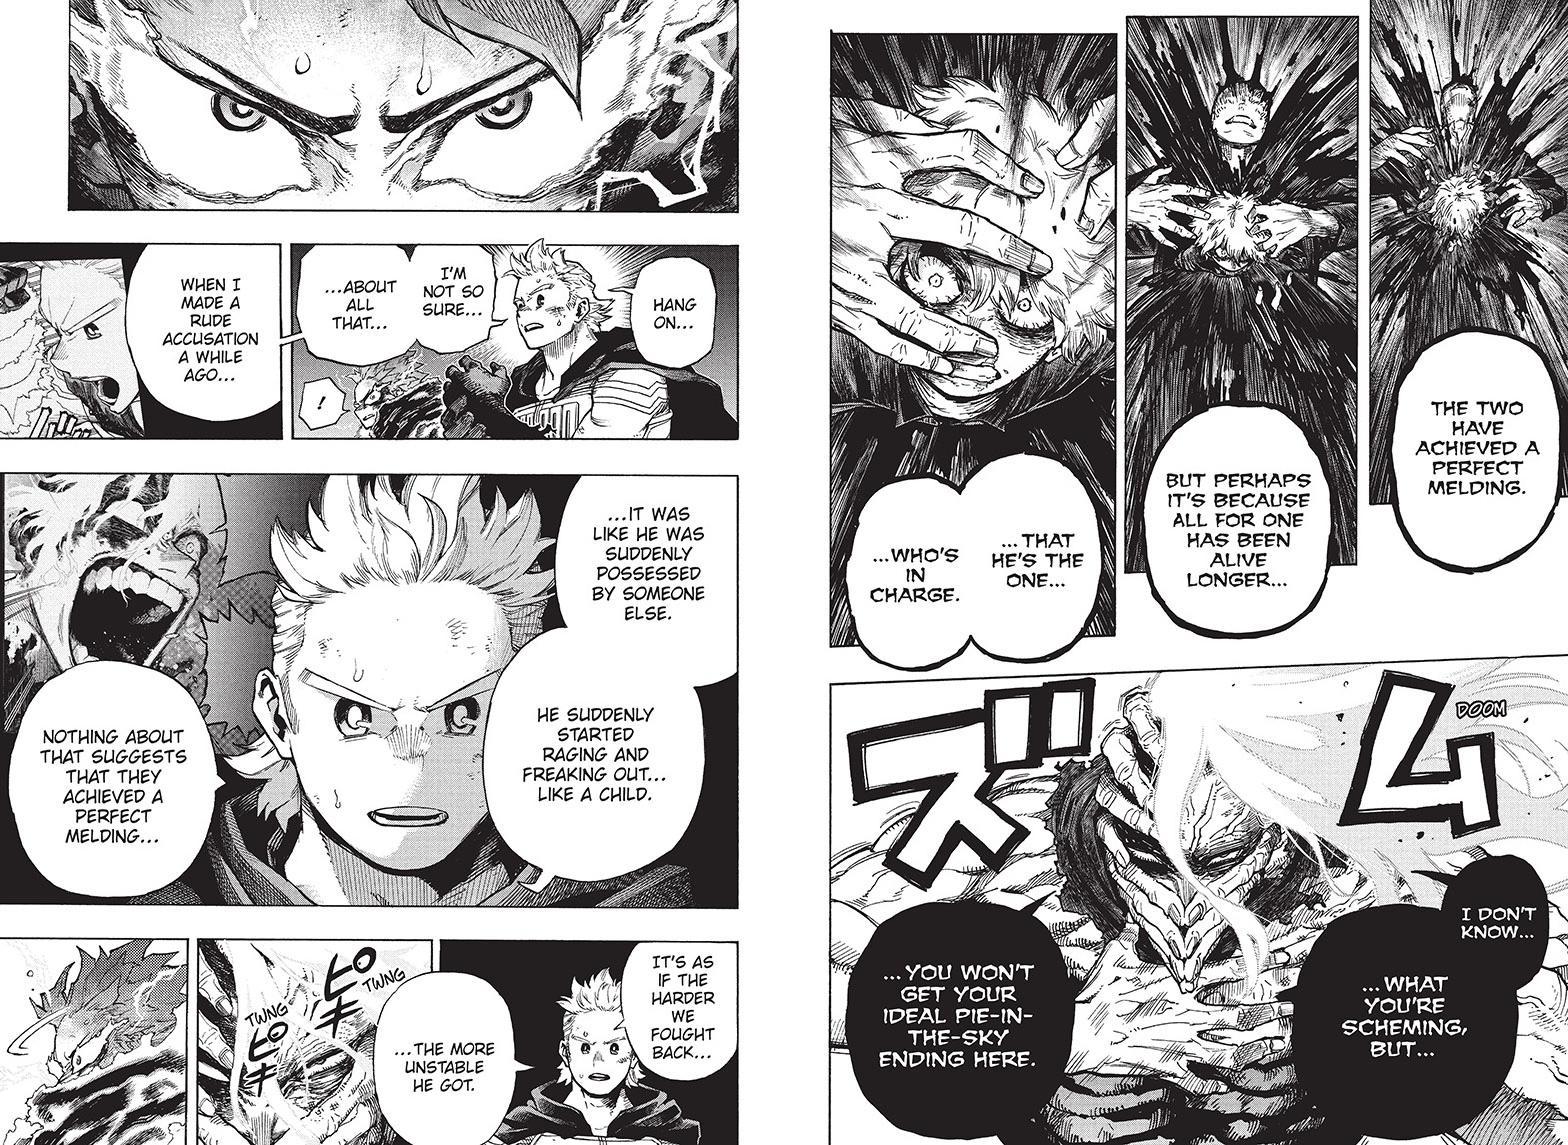 THE TWO
HAVE
ACHIEVED A
PERFECT
MELDING.
BUT PERHAPS
IT'S BECAUSE
ALL FOR ONE
HAS BEEN
ALIVE
LONGER...
...THAT
HE'S THE
ONE...
...WHO'S
IN
CHARGE.
ズム
DOOM
I DON'T
KNOW...
...WHAT
YOU'RE
SCHEMING,
BUT...
...YOU WON'T
GET YOUR
IDEAL PIE-IN-
THE-SKY
ENDING HERE.
HANG
ON...
I'M
NOT SO
SURE...
...ABOUT
ALL
THAT...
!
WHEN I
MADE A
RUDE
ACCUSATION
A WHILE
AGO...
...IT WAS
LIKE HE WAS
SUDDENLY
POSSESSED
BY SOMEONE
ELSE.
HE SUDDENLY
STARTED
RAGING AND
FREAKING OUT...
LIKE A CHILD.
NOTHING ABOUT
THAT SUGGESTS
THAT THEY
ACHIEVED A
PERFECT
MELDING...
IT'S AS
IF THE
HARDER
WE
FOUGHT
BACK...
...THE MORE
UNSTABLE
HE GOT.
ピキ
TWNG
ピキ
TWNG